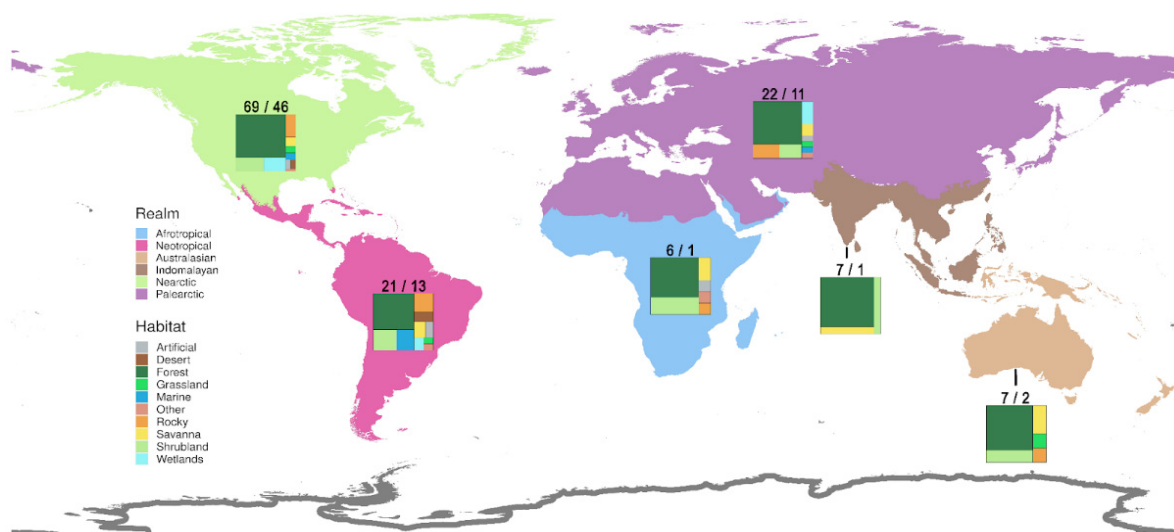 69 / 46
22 / 11
Realm
Afrotropical
Neotropical
Australasian
Indomalayan
Nearctic
Palearctic
6 / 1
7 / 1
21 / 13
Habitat
Artificial
Desert
Forest
Grassland
Marine
Other
Rocky
Savanna
Shrubland
Wetlands
7 / 2